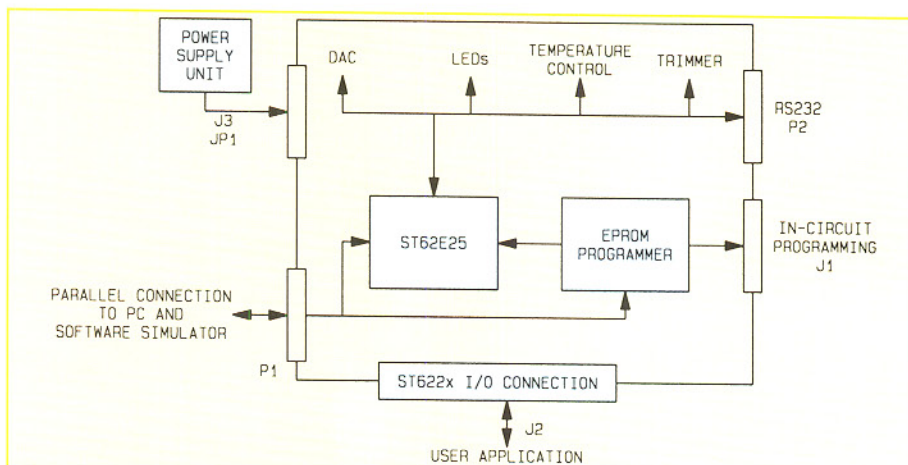 POWER
SUPPLY
UNIT
DAC
LEDs
TEMPERATURE
CONTROL
TRIMMER
J3
JP1
RS232
P2
ST62E25
EPROM
PROGRAMMER
IN-CIRCUIT
PROGRAMMING
J1
PARALLEL CONNECTION
TO PC AND
SOFTWARE SIMULATOR
P1
ST622x I/O CONNECTION
J2
USER APPLICATION